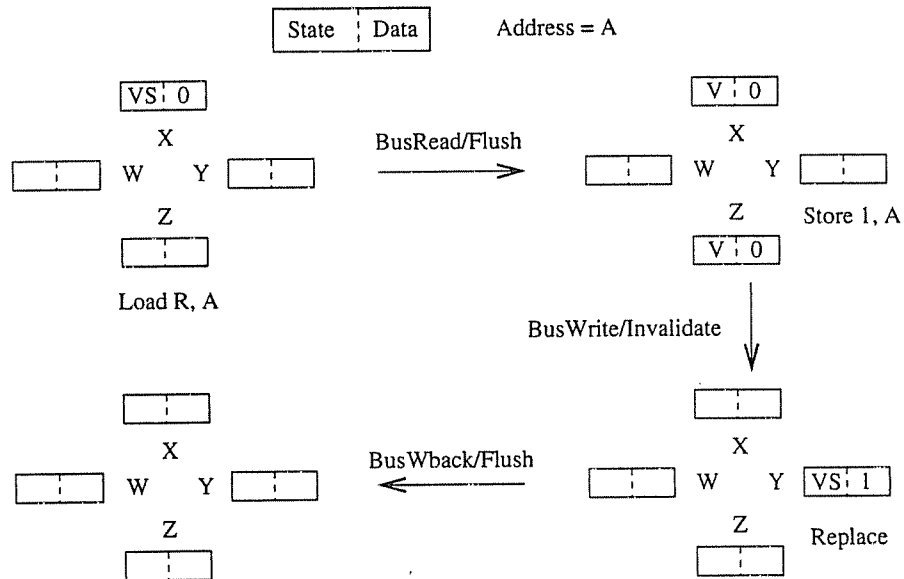 State Data Address = A
VS 0
X
W Y
Z
Load R, A
BusRead/Flush
V 0
X
W Y
Z
V 0
Store 1, A
BusWrite/Invalidate
X
W Y
VS 1
Z
Replace
BusWback/Flush
X
W Y
Z